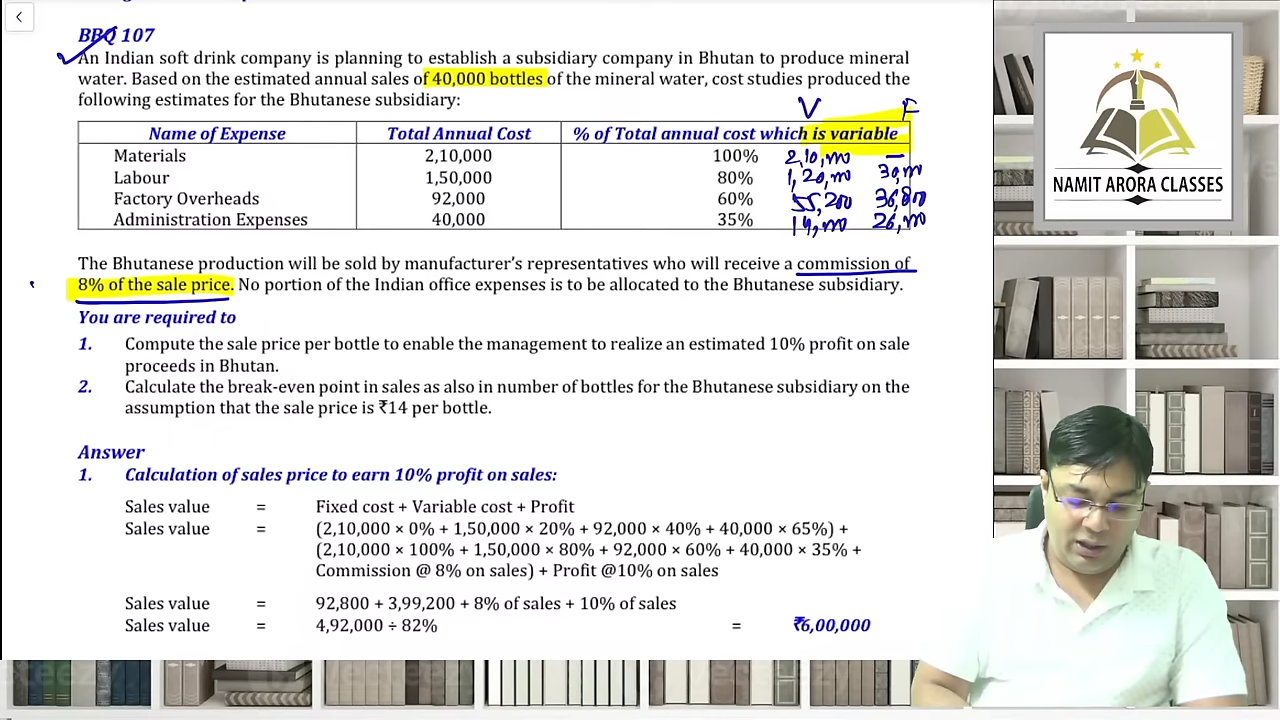 BBQ 107
An Indian soft drink company is planning to establish a subsidiary company in Bhutan to produce mineral
water. Based on the estimated annual sales of 40,000 bottles of the mineral water, cost studies produced the
following estimates for the Bhutanese subsidiary:
V F
Name of Expense Total Annual Cost % of Total annual cost which is variable
Materials 2,10,000 100% 2,10,000 —
Labour 1,50,000 80% 1,20,000 30,000
Factory Overheads 92,000 60% 55,200 36,800
Administration Expenses 40,000 35% 14,000 26,000
The Bhutanese production will be sold by manufacturer's representatives who will receive a commission of
8% of the sale price. No portion of the Indian office expenses is to be allocated to the Bhutanese subsidiary.
You are required to
1. Compute the sale price per bottle to enable the management to realize an estimated 10% profit on sale
proceeds in Bhutan.
2. Calculate the break-even point in sales as also in number of bottles for the Bhutanese subsidiary on the
assumption that the sale price is ₹14 per bottle.
Answer
1. Calculation of sales price to earn 10% profit on sales:
Sales value = Fixed cost + Variable cost + Profit
Sales value = (2,10,000 × 0% + 1,50,000 × 20% + 92,000 × 40% + 40,000 × 65%) +
(2,10,000 × 100% + 1,50,000 × 80% + 92,000 × 60% + 40,000 × 35% +
Commission @ 8% on sales) + Profit @10% on sales
Sales value = 92,800 + 3,99,200 + 8% of sales + 10% of sales
Sales value = 4,92,000 ÷ 82% = ₹6,00,000
NAMIT ARORA CLASSES